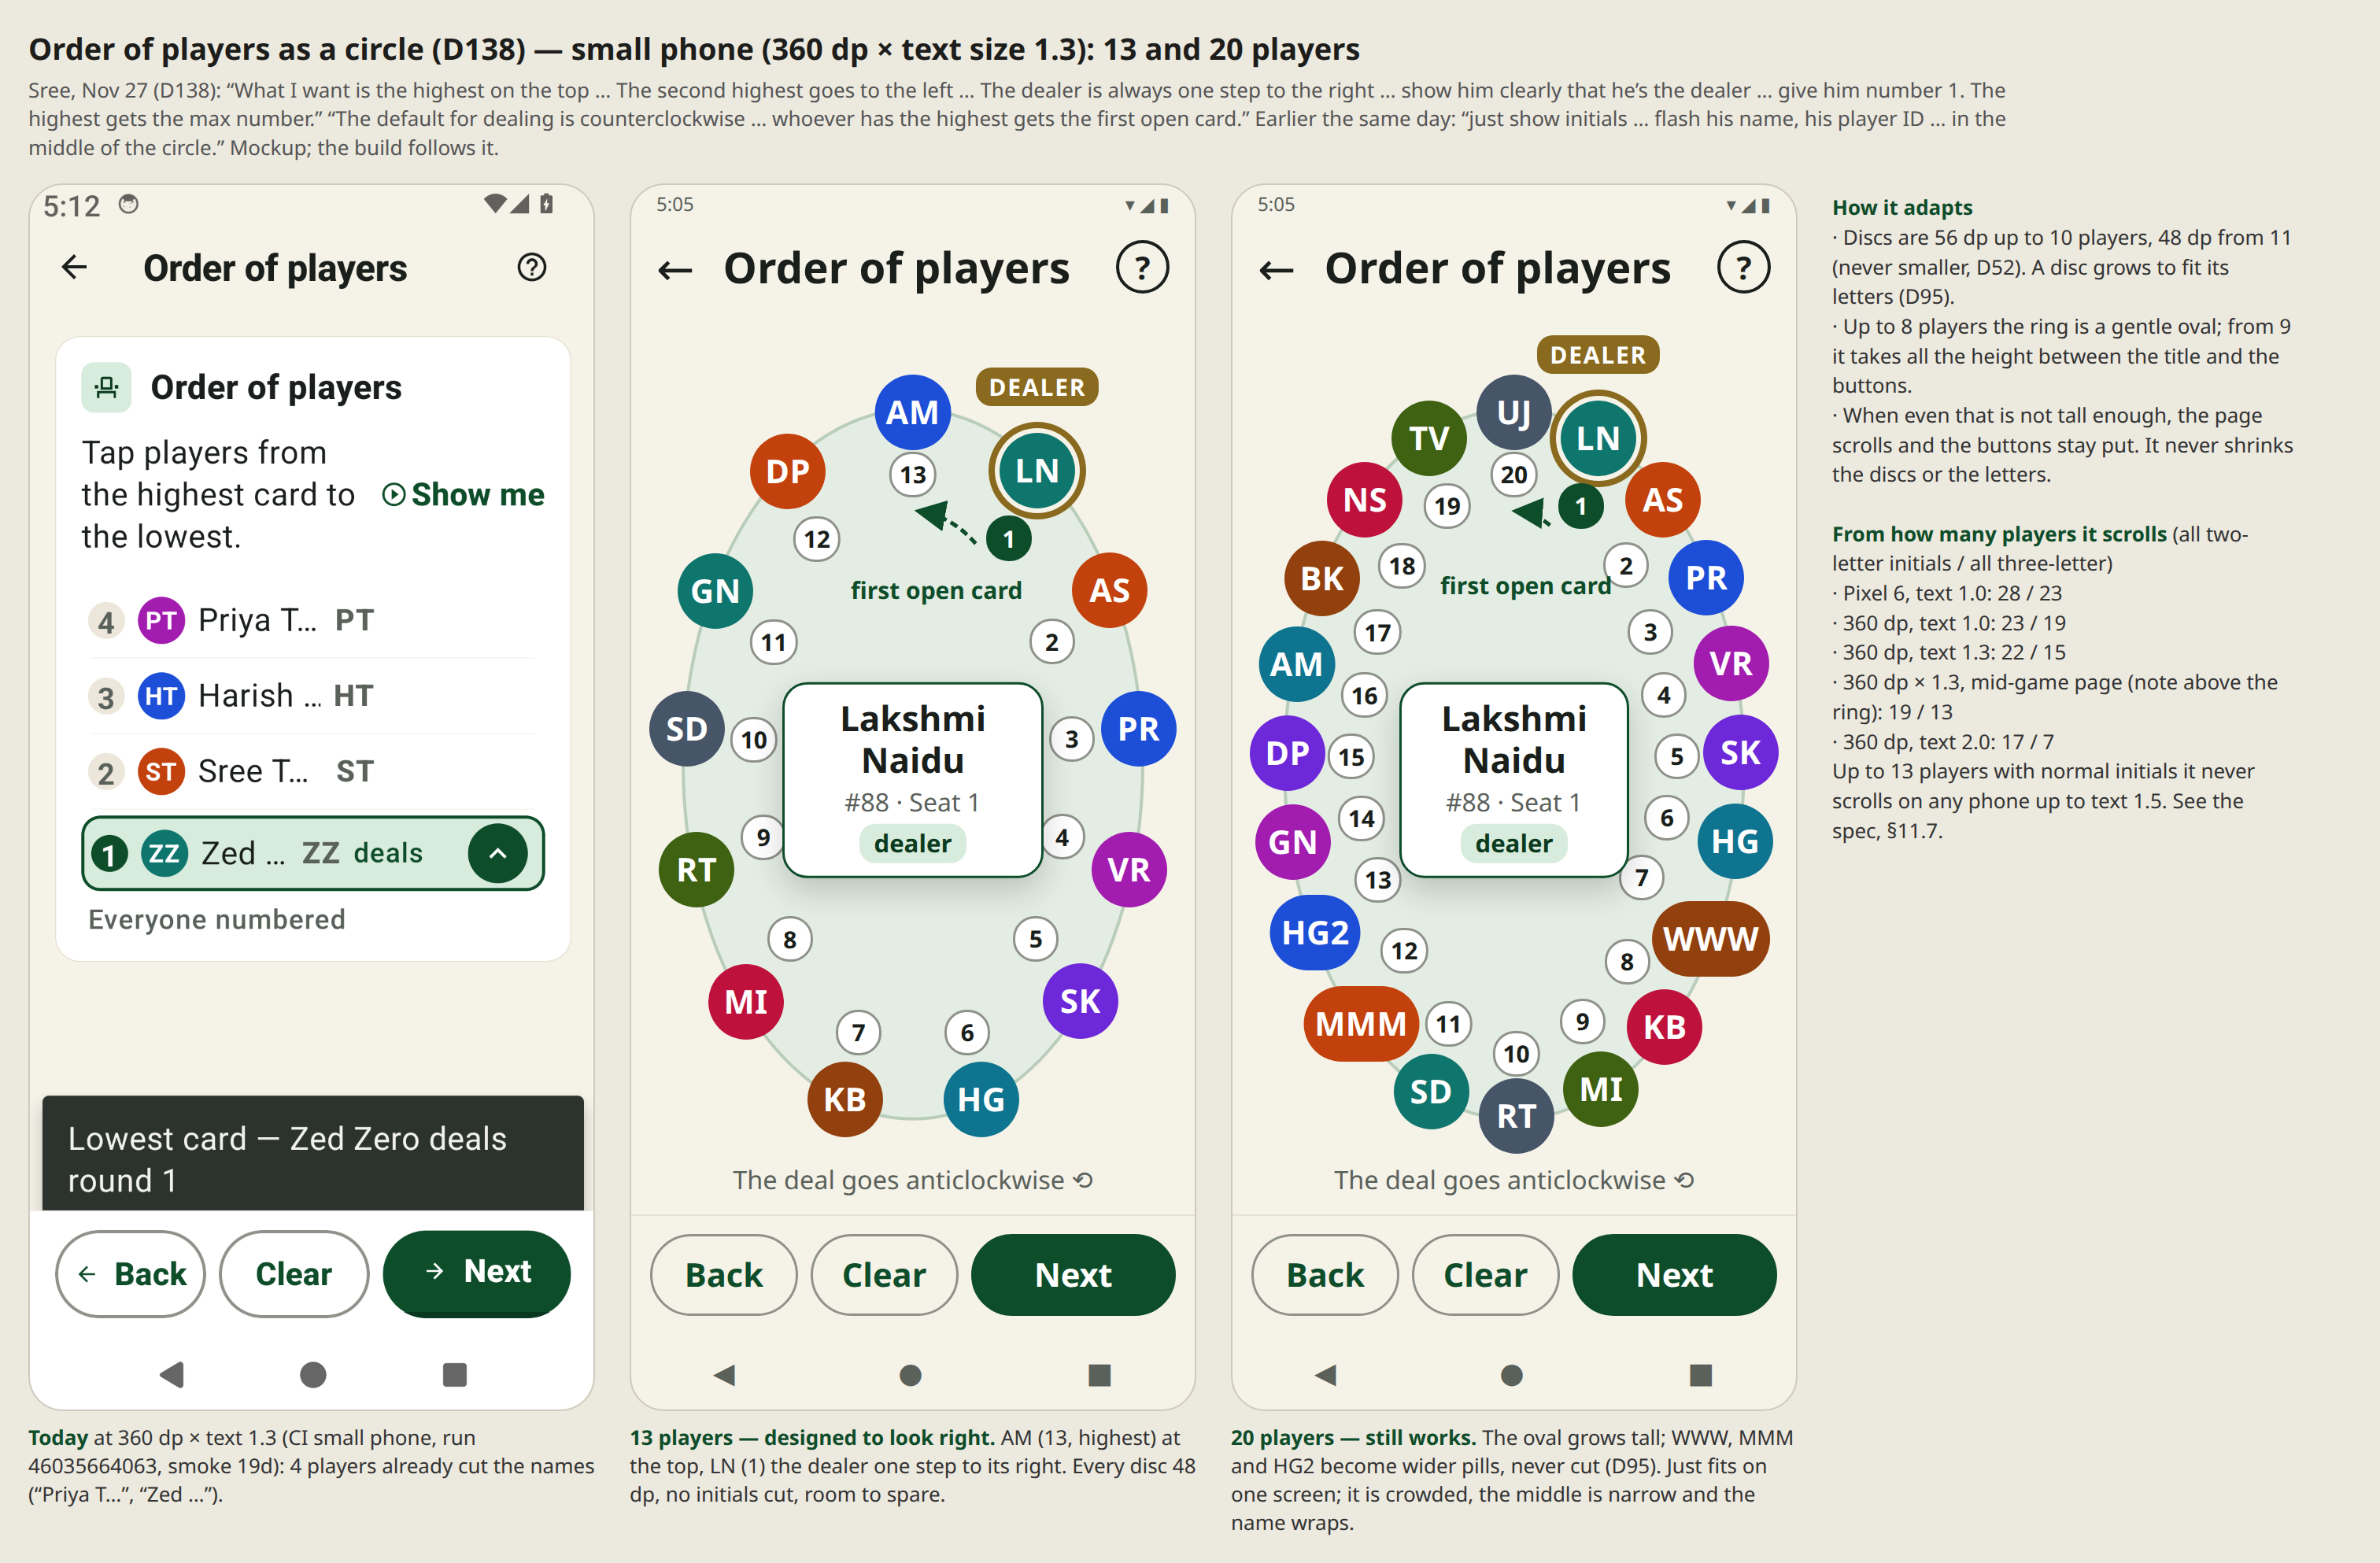 Order of players as a circle (D138) — small phone (360 dp × text size 1.3): 13 and 20 players
Sree, Nov 27 (D138): “What I want is the highest on the top … The second highest goes to the left … The dealer is always one step to the right … show him clearly that he’s the dealer … give him number 1. The
highest gets the max number.” “The default for dealing is counterclockwise … whoever has the highest gets the first open card.” Earlier the same day: “just show initials … flash his name, his player ID … in the
middle of the circle.” Mockup; the build follows it.
5:12
Order of players
Order of players
Tap players from
the highest card to
the lowest.
Show me
4 PT Priya T... PT
3 HT Harish ... HT
2 ST Sree T... ST
1 ZZ Zed ... ZZ deals
Everyone numbered
Lowest card — Zed Zero deals
round 1
Back Clear Next
Today at 360 dp × text 1.3 (CI small phone, run
46035664063, smoke 19d): 4 players already cut the names
(“Priya T…”, “Zed …”).
5:05
← Order of players ?
DEALER
AM
LN
DP
13
12
1
GN
first open card
AS
11
2
SD
10
Lakshmi
Naidu
#88 · Seat 1
dealer
3
PR
9
4
RT
VR
8
5
MI
SK
7
6
KB
HG
The deal goes anticlockwise ⟲
Back Clear Next
13 players — designed to look right. AM (13, highest) at
the top, LN (1) the dealer one step to its right. Every disc 48
dp, no initials cut, room to spare.
5:05
← Order of players ?
DEALER
UJ
TV
LN
20
NS
19
1
AS
18
2
BK
first open card
PR
17
3
AM
VR
16
4
DP
15
Lakshmi
Naidu
#88 · Seat 1
dealer
5
SK
14
6
GN
HG
13
7
HG2
WWW
12
8
MMM
11
9
KB
10
SD
RT
MI
The deal goes anticlockwise ⟲
Back Clear Next
20 players — still works. The oval grows tall; WWW, MMM
and HG2 become wider pills, never cut (D95). Just fits on
one screen; it is crowded, the middle is narrow and the
name wraps.
How it adapts
· Discs are 56 dp up to 10 players, 48 dp from 11
(never smaller, D52). A disc grows to fit its
letters (D95).
· Up to 8 players the ring is a gentle oval; from 9
it takes all the height between the title and the
buttons.
· When even that is not tall enough, the page
scrolls and the buttons stay put. It never shrinks
the discs or the letters.
From how many players it scrolls (all two-
letter initials / all three-letter)
· Pixel 6, text 1.0: 28 / 23
· 360 dp, text 1.0: 23 / 19
· 360 dp, text 1.3: 22 / 15
· 360 dp × 1.3, mid-game page (note above the
ring): 19 / 13
· 360 dp, text 2.0: 17 / 7
Up to 13 players with normal initials it never
scrolls on any phone up to text 1.5. See the
spec, §11.7.